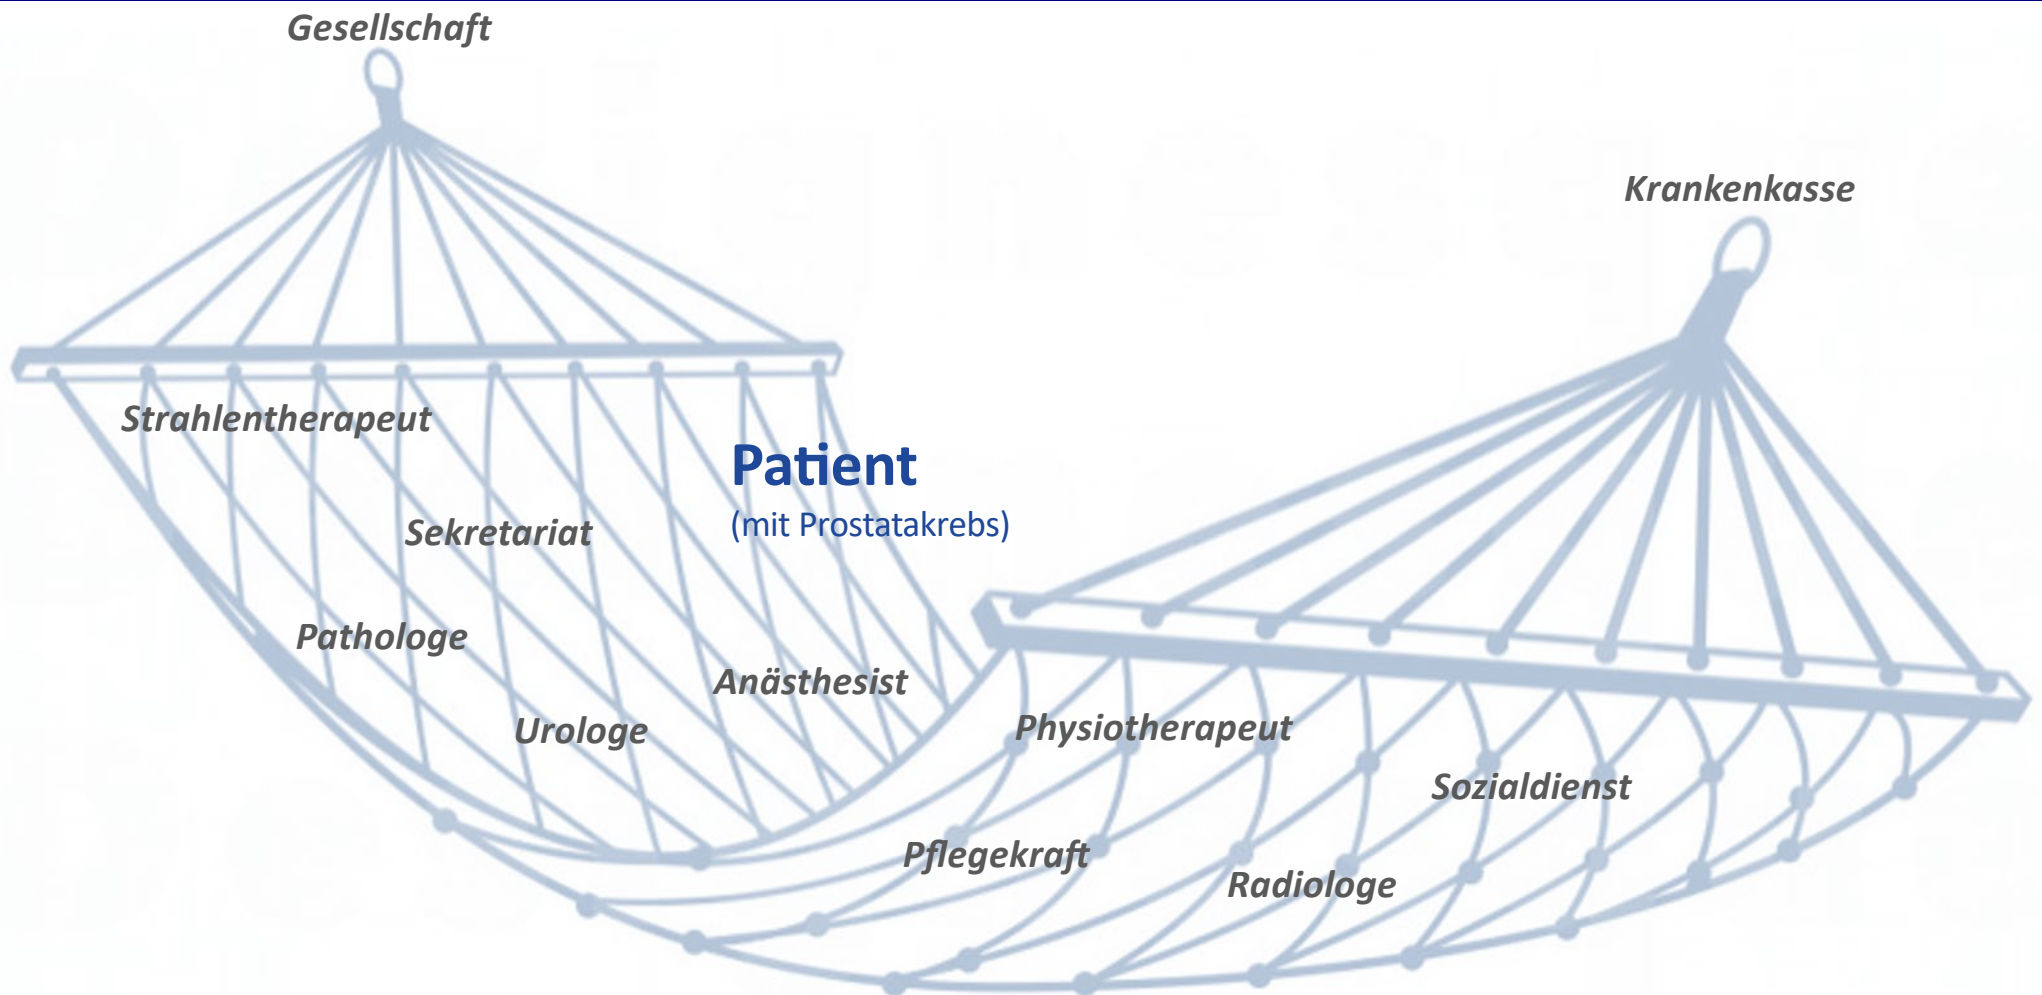 Gesellschaft
Krankenkasse
Strahlentherapeut
Patient
(mit Prostatakrebs)
Sekretariat
Pathologe
Anästhesist
Urologe
Physiotherapeut
Sozialdienst
Pflegekraft
Radiologe